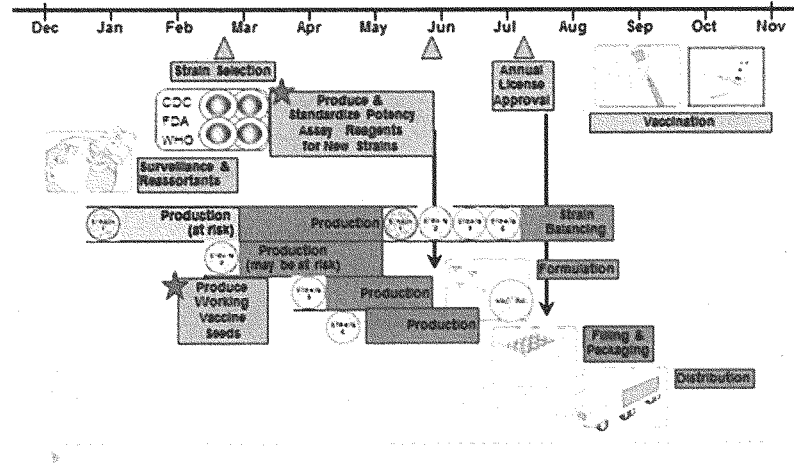 Dec Jan Feb Mar Apr May Jun Jul Aug Sep Oct Nov
Strain Selection
CDC
FDA
WHO
Produce &
Standardize Potency
Assay Reagents
for New Strains
Annual
License
Approval
Vaccination
Surveillance &
Reassortants
Production
(at risk)
Production
Strain
Balancing
Production
(may be at risk)
Formulation
Produce
Working
Vaccine
Seeds
Production
Production
Filling &
Packaging
Distribution